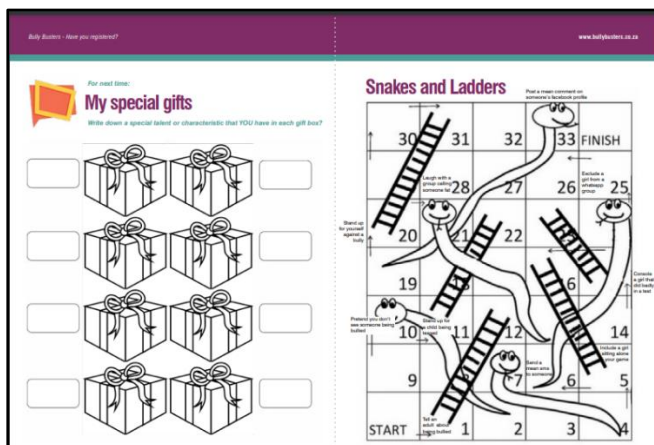 Bully Busters - Have you registered?
www.bullybusters.co.za
For next time:
My special gifts
Write down a special talent or characteristic that YOU have in each gift box?
Snakes and Ladders
Post a mean comment on
someone's facebook profile
30 31 32 33 FINISH
Laugh with a
group calling
someone fat
28 27 26 25
Exclude a
girl from a
whatsapp
group
Stand up
for yourself
against a
bully
20 21 22
19
6
Console
a girl that
did badly
in a test
Pretend you don't
see someone being
bullied
Stand up for
a child being
teased
10 11 12 14
Include a girl
sitting alone
in your game
Send a
mean sms
to someone
9 7 6 5
Tell an
adult about
being bullied
START 1 2 3 4